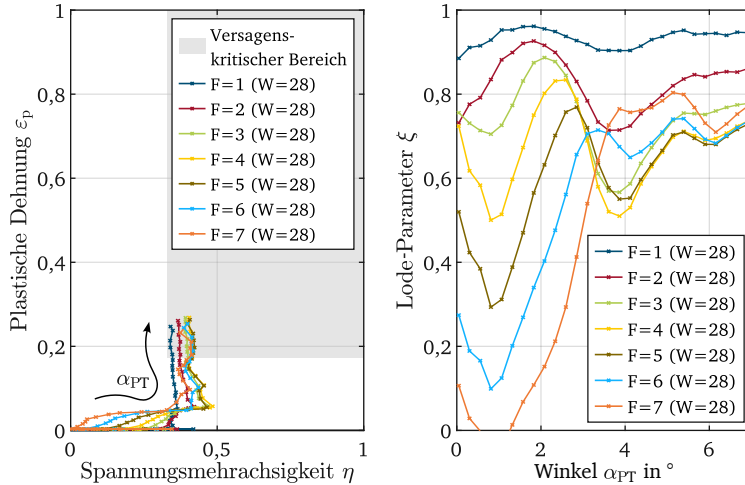 Plastische Dehnung εp
1
0,8
0,6
0,4
0,2
0
0
0,5
1
Spannungsmehrachsigkeit η
Versagens-
kritischer Bereich
F=1 (W=28)
F=2 (W=28)
F=3 (W=28)
F=4 (W=28)
F=5 (W=28)
F=6 (W=28)
F=7 (W=28)
αPT
Lode-Parameter ξ
1
0,8
0,6
0,4
0,2
0
0
2
4
6
Winkel αPT in °
F=1 (W=28)
F=2 (W=28)
F=3 (W=28)
F=4 (W=28)
F=5 (W=28)
F=6 (W=28)
F=7 (W=28)